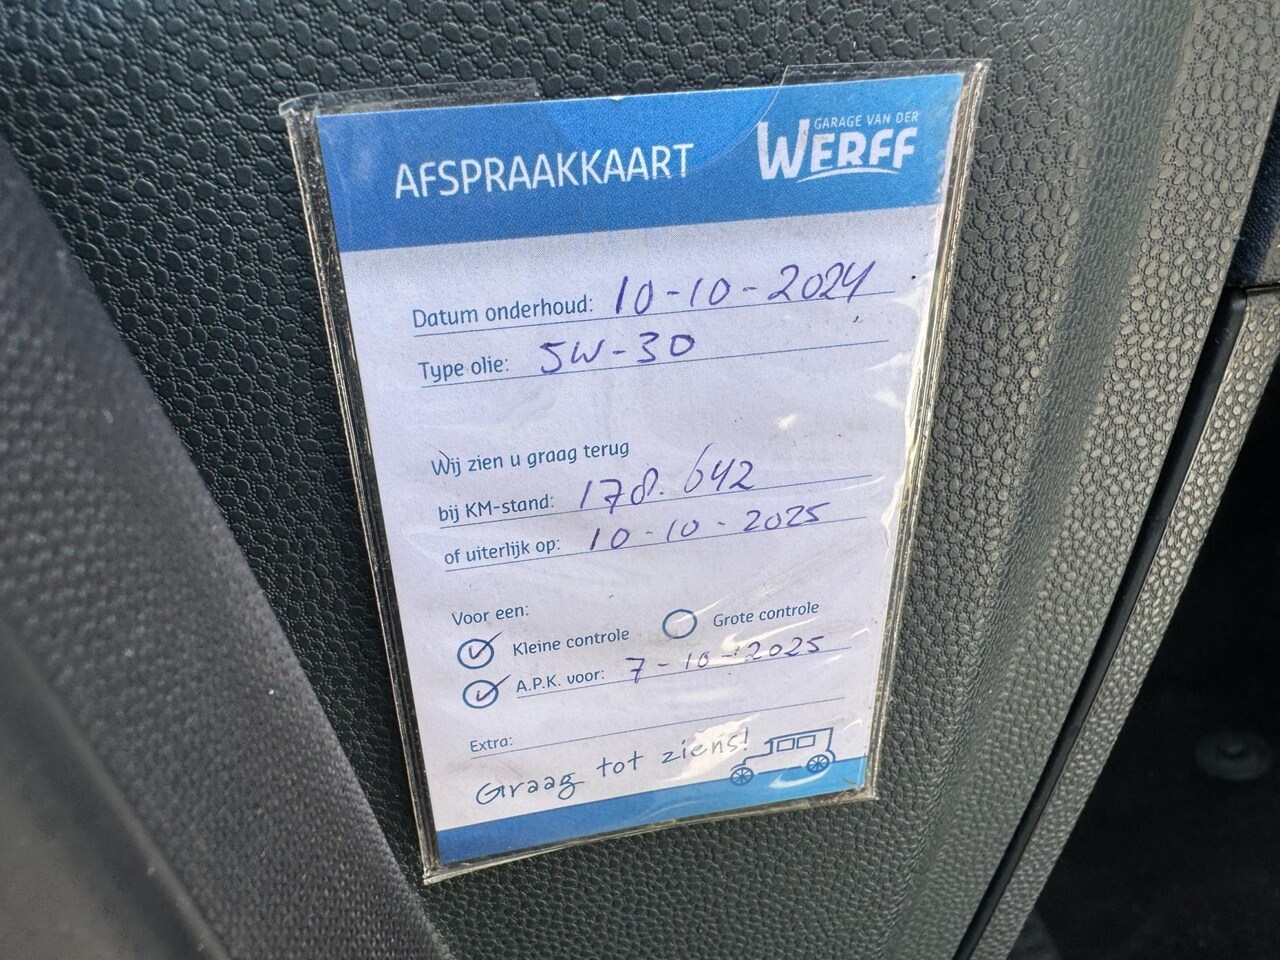 GARAGE VAN DER
WERFF
AFSPRAAKKAART
Datum onderhoud: 10-10-2024
Type olie: 5W-30
Wij zien u graag terug
bij KM-stand: 178.642
of uiterlijk op: 10-10-2025
Voor een:
Kleine controle Grote controle
A.P.K. voor: 7-10-2025
Extra:
Graag tot ziens!